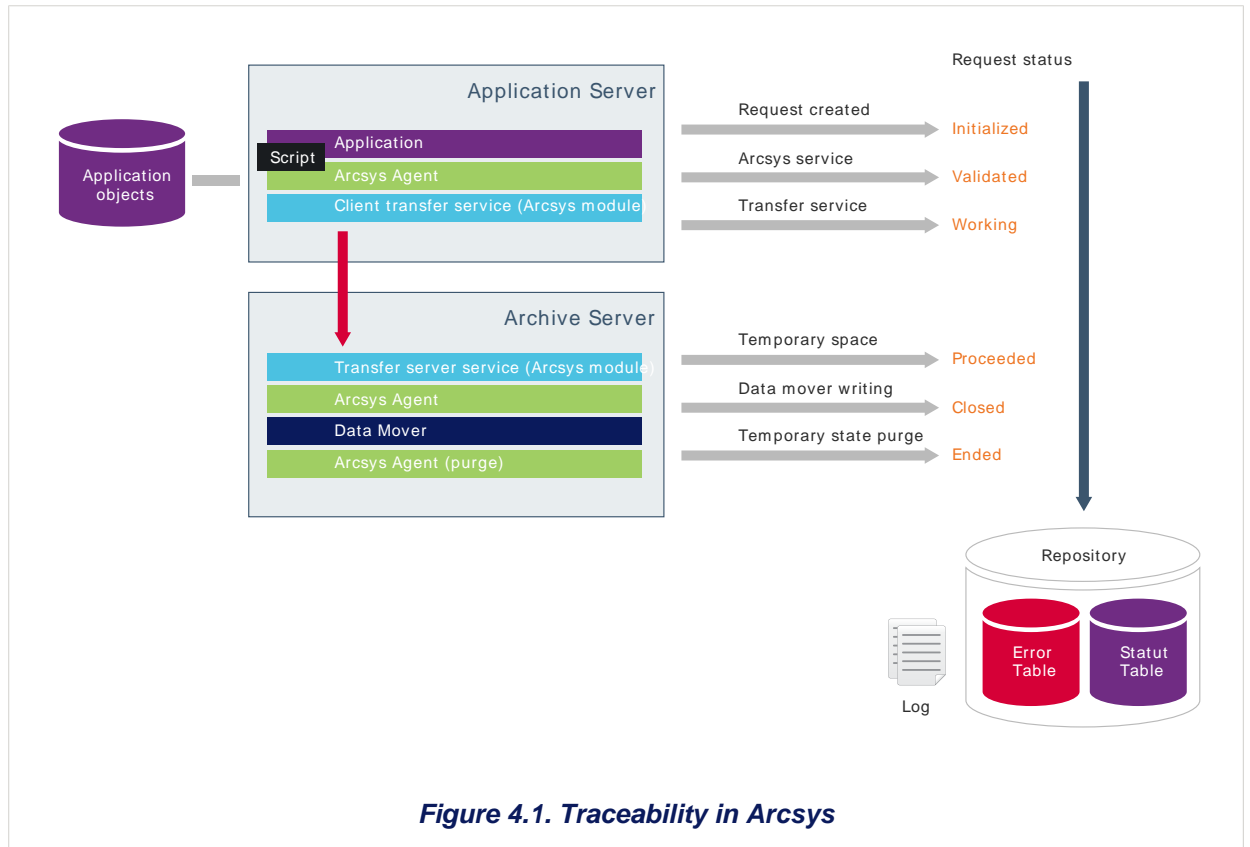 Request status
Application Server
Application
objects
Application
Script
Arcsys Agent
Client transfer service (Arcsys module)
Request created
Initialized
Arcsys service
Validated
Transfer service
Working
Archive Server
Transfer server service (Arcsys module)
Arcsys Agent
Data Mover
Arcsys Agent (purge)
Temporary space
Proceeded
Data mover writing
Closed
Temporary state purge
Ended
Repository
Error
Table
Statut
Table
Log
Figure 4.1. Traceability in Arcsys